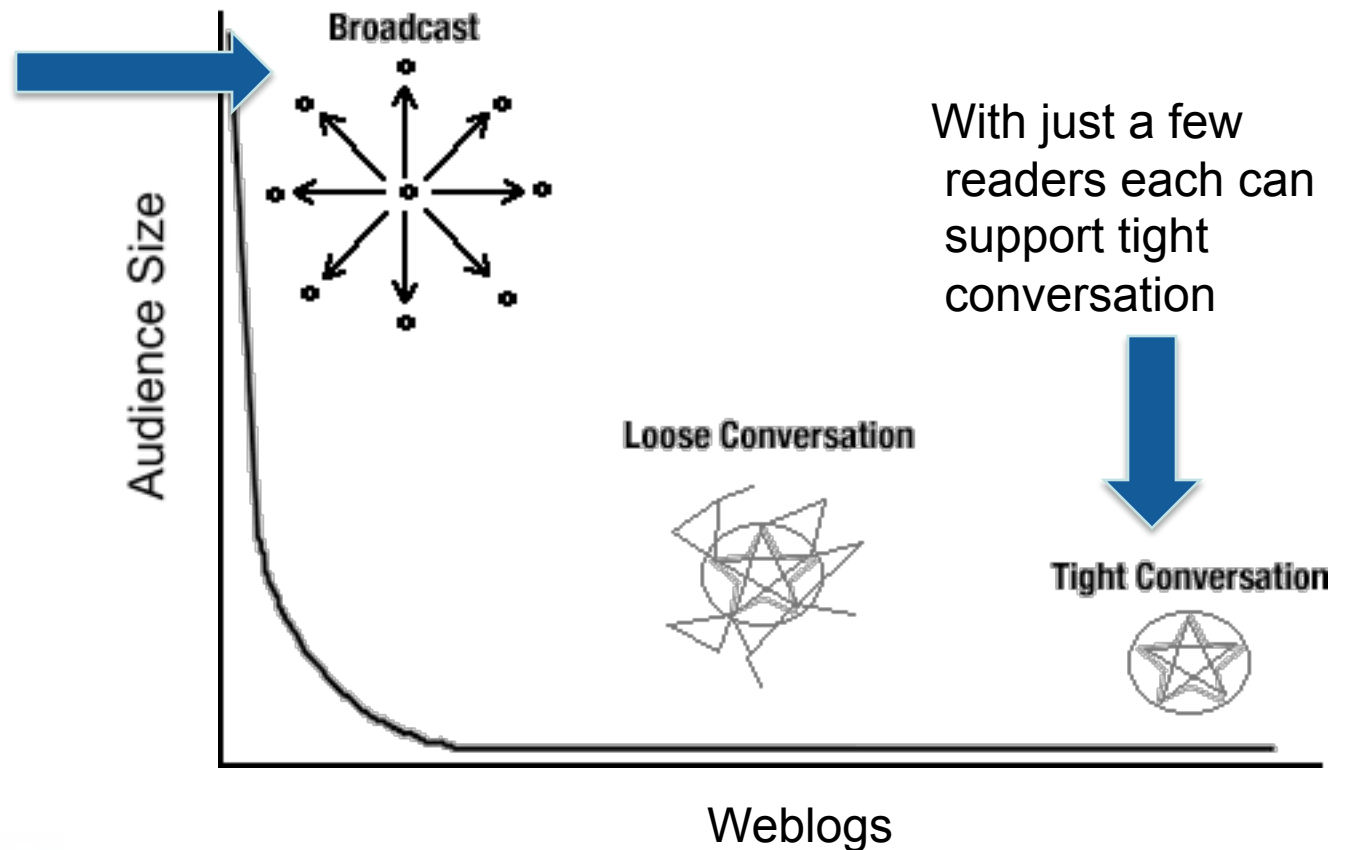 Broadcast
With just a few
readers each can
support tight
conversation
Audience Size
Loose Conversation
Tight Conversation
Weblogs